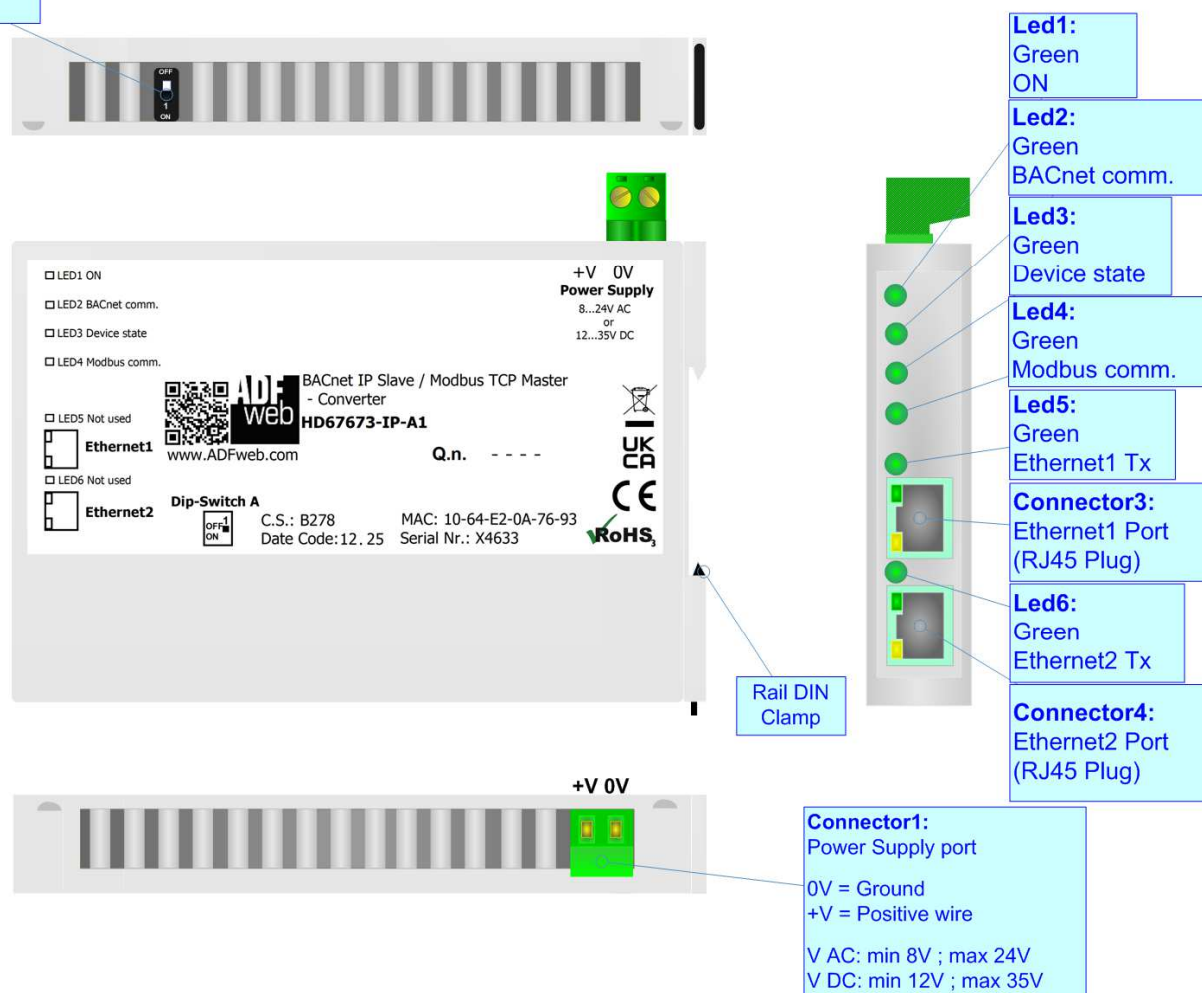 OFF
1
ON
Led1:
Green
ON
Led2:
Green
BACnet comm.
Led3:
Green
Device state
Led4:
Green
Modbus comm.
Led5:
Green
Ethernet1 Tx
Connector3:
Ethernet1 Port
(RJ45 Plug)
Led6:
Green
Ethernet2 Tx
Connector4:
Ethernet2 Port
(RJ45 Plug)
LED1 ON
LED2 BACnet comm.
LED3 Device state
LED4 Modbus comm.
LED5 Not used
Ethernet1
LED6 Not used
Ethernet2
+V 0V
Power Supply
8...24V AC
or
12...35V DC
ADF
web
www.ADFweb.com
BACnet IP Slave / Modbus TCP Master
- Converter
HD67673-IP-A1
Q.n. - - - -
Dip-Switch A
OFF 1
ON
C.S.: B278
Date Code:12. 25
MAC: 10-64-E2-0A-76-93
Serial Nr.: X4633
UK
CA
CE
RoHS3
Rail DIN
Clamp
+V 0V
Connector1:
Power Supply port
0V = Ground
+V = Positive wire
V AC: min 8V ; max 24V
V DC: min 12V ; max 35V